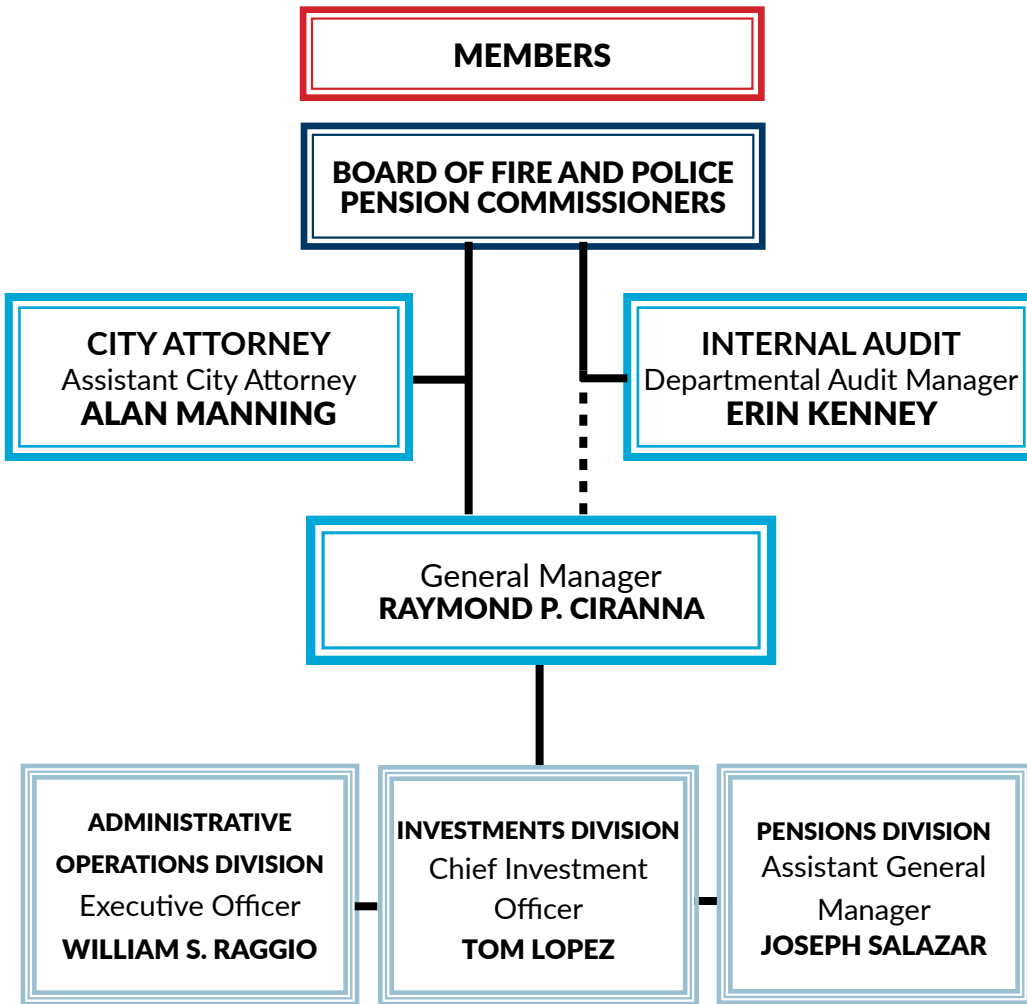 MEMBERS
BOARD OF FIRE AND POLICE
PENSION COMMISSIONERS
CITY ATTORNEY
Assistant City Attorney
ALAN MANNING
INTERNAL AUDIT
Departmental Audit Manager
ERIN KENNEY
General Manager
RAYMOND P. CIRANNA
ADMINISTRATIVE
OPERATIONS DIVISION
Executive Officer
WILLIAM S. RAGGIO
INVESTMENTS DIVISION
Chief Investment
Officer
TOM LOPEZ
PENSIONS DIVISION
Assistant General
Manager
JOSEPH SALAZAR